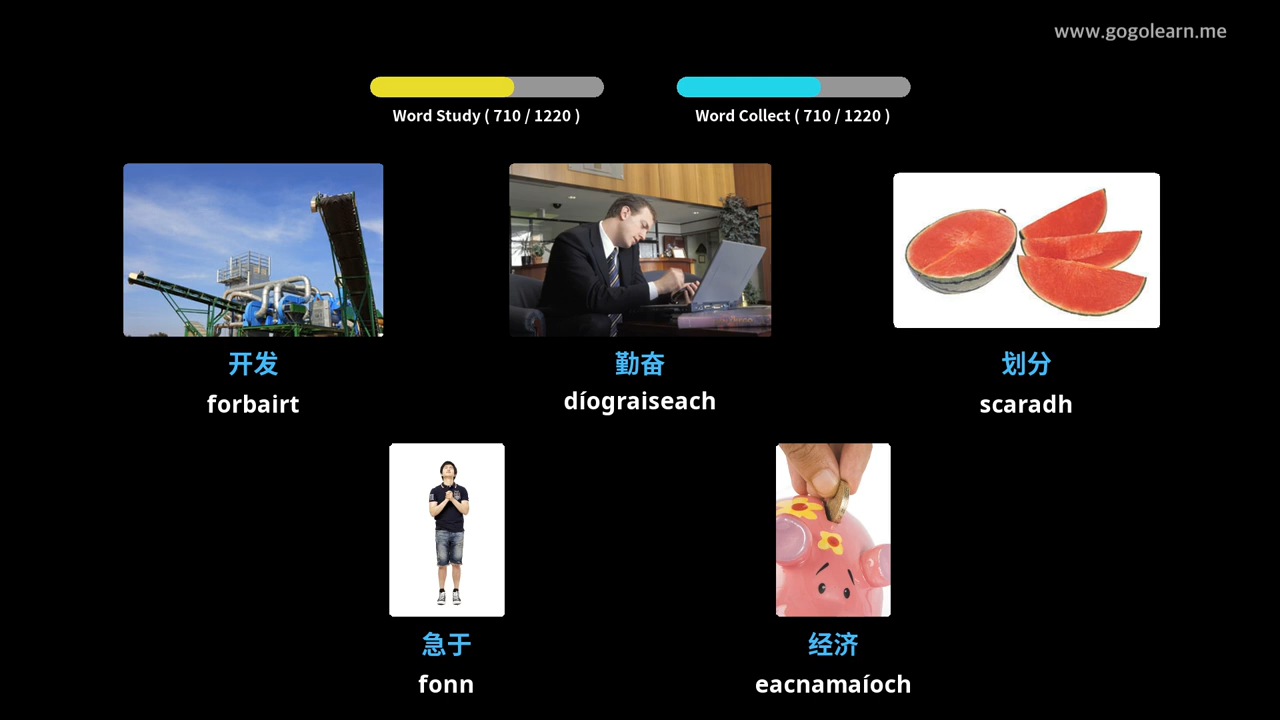 www.gogolearn.me
Word Study ( 710 / 1220 )
Word Collect ( 710 / 1220 )
开发
forbairt
勤奋
díograiseach
划分
scaradh
急于
fonn
经济
eacnamaíoch